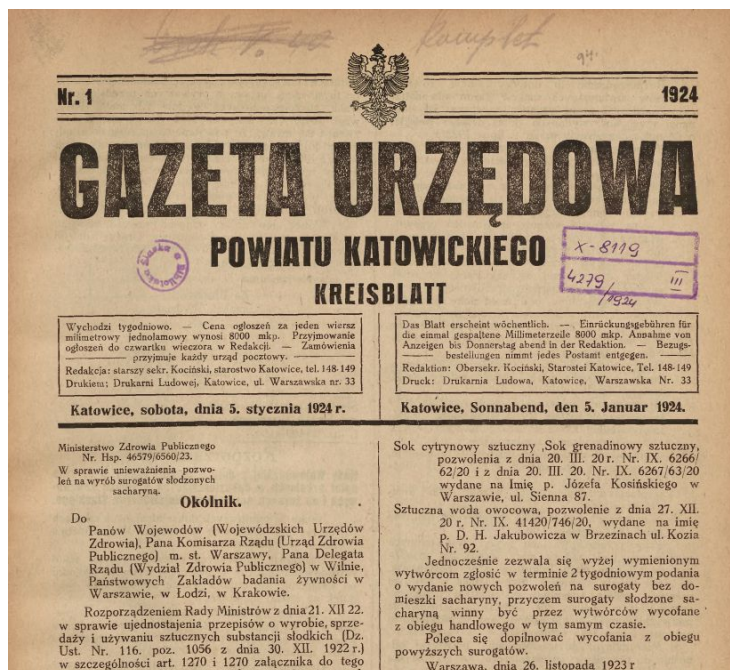 komplet
94.
Nr. 1
1924
GAZETA URZĘDOWA
POWIATU KATOWICKIEGO
KREISBLATT
X-8119
4279
III
/1924
Wychodzi tygodniowo. — Cena ogłoszeń za jeden wiersz
milimetrowy jednołamowy wynosi 8000 mkp. Przyjmowanie
ogłoszeń do czwartku wieczora w Redakcji. — Zamówienia
przyjmuje każdy urząd pocztowy.
Redakcja: starszy sekr. Kociński, starostwo Katowice, tel. 148-149
Drukiem: Drukarni Ludowej, Katowice, ul. Warszawska nr. 33
Das Blatt erscheint wöchentlich. — Einrückungsgebühren für
die einmal gespaltene Millimeterzeile 8000 mkp. Annahme von
Anzeigen bis Donnerstag abend in der Redaktion. — Bezugs-
bestellungen nimmt jedes Postamt entgegen.
Redaktion: Obersekr. Kociński, Starostei Katowice, Tel. 148-149
Druck: Drukarnia Ludowa, Katowice, Warszawska Nr. 33
Katowice, sobota, dnia 5. stycznia 1924 r.
Katowice, Sonnabend, den 5. Januar 1924.
Ministerstwo Zdrowia Publicznego
Nr. Hsp. 46579/6560/23.
W sprawie unieważnienia pozwo-
leń na wyrób surogatów słodzonych
sacharyną.
Okólnik.
Do
Panów Wojewodów (Wojewódzskich Urzędów
Zdrowia), Pana Komisarza Rządu (Urząd Zdrowia
Publicznego) m. st. Warszawy, Pana Delegata
Rządu (Wydział Zdrowia Publicznego) w Wilnie,
Państwowych Zakładów badania żywności w
Warszawie, w Łodzi, w Krakowie.
Rozporządzeniem Rady Ministrów z dnia 21. XII 22.
w sprawie ujednostajenia przepisów o wyrobie, sprze-
daży i używaniu sztucznych substancji słodkich (Dz.
Ust. Nr. 116. poz. 1056 z dnia 30. XII. 1922 r.)
w szczególności art. 1270 i 1270 załącznika do tego
Sok cytrynowy sztuczny ,Sok grenadinowy sztuczny,
pozwolenia z dnia 20. III. 20 r. Nr. IX. 6266/
62/20 i z dnia 20. III. 20. Nr. IX. 6267/63/20
wydane na Imię p. Józefa Kosińskiego w
Warszawie, ul. Sienna 87.
Sztuczna woda owocowa, pozwolenie z dnia 27. XII.
20 r. Nr. IX. 41420/746/20, wydane na imię
p. D. H. Jakubowicza w Brzezinach ul. Kozia
Nr. 92.
Jednocześnie zezwala się wyżej wymienionym
wytwórcom zgłosić w terminie 2 tygodniowym podania
o wydanie nowych pozwoleń na surogaty bez do-
mieszki sacharyny, przyczem surogaty słodzone sa-
charyną winny być przez wytwórców wycofane
z obiegu handlowego w tym samym czasie.
Poleca się dopilnować wycofania z obiegu
powyższych surogatów.
Warszawa, dnia 26. listopada 1923 r